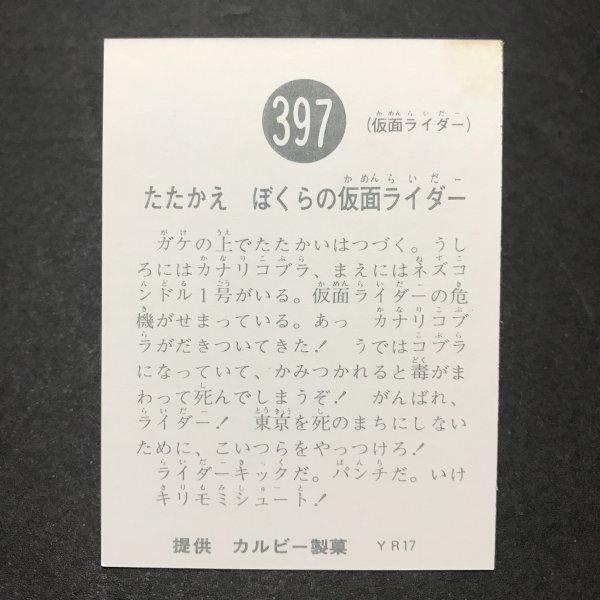 397
(仮面ライダー)
たたかえ ぼくらの仮面ライダー
ガケの上でたたかいはつづく。うし
ろにはカナリコブラ、まえにはネズコ
ンドル1号がいる。仮面ライダーの危
機がせまっている。あっ カナリコブ
ラがだきついてきた! うではコブラ
になっていて、かみつかれると毒がま
わって死んでしまうぞ! がんばれ、
ライダー! 東京を死のまちにしない
ために、こいつらをやっつけろ!
ライダーキックだ。パンチだ。いけ
キリモミシュート!
提供 カルビー製菓 YR17